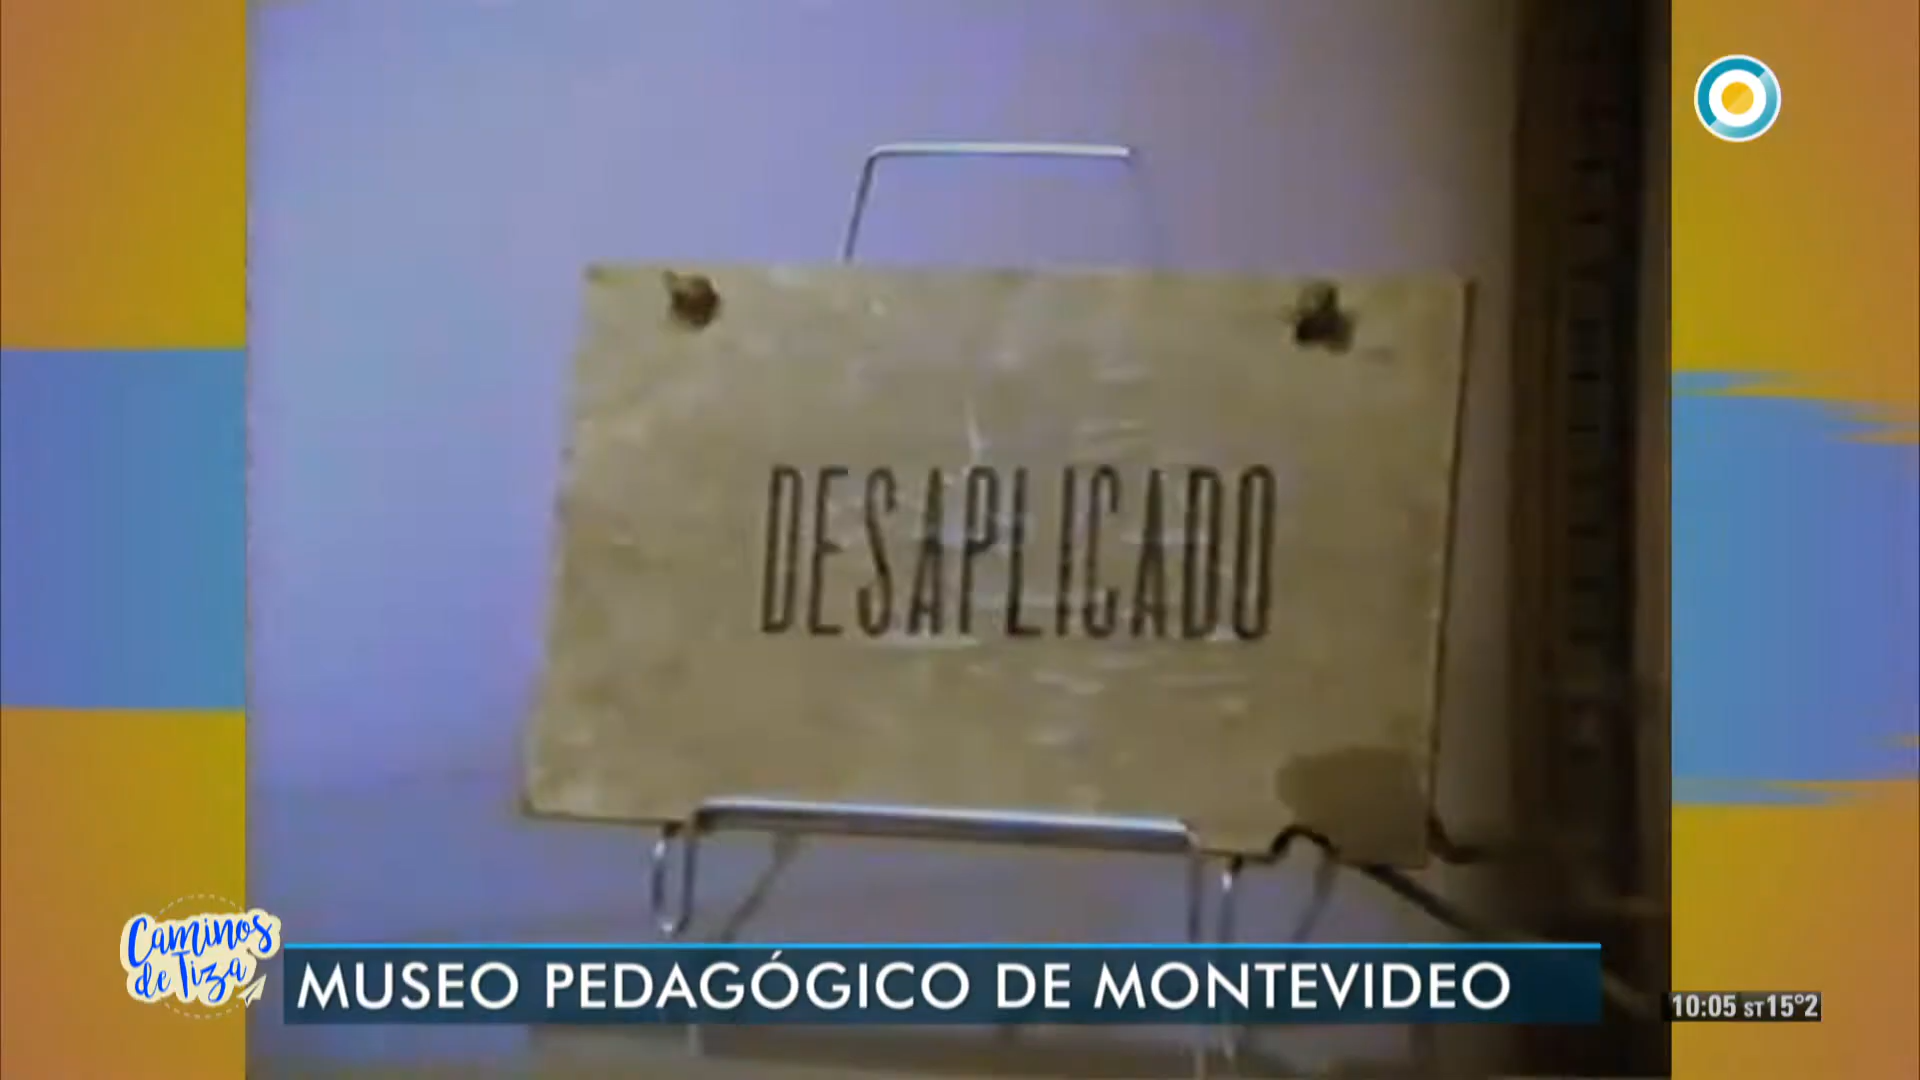 DESAPLICADO
Caminos
de Tiza
MUSEO PEDAGÓGICO DE MONTEVIDEO
10:05 ST 15°2